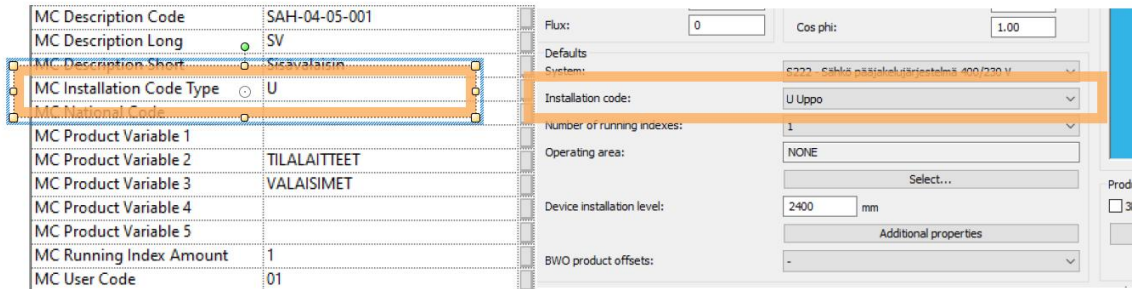 MC Description Code SAH-04-05-001
MC Description Long SV
MC Description Short Sisävalaisin
MC Installation Code Type U
MC National Code
MC Product Variable 1
MC Product Variable 2 TILALAITTEET
MC Product Variable 3 VALAISIMET
MC Product Variable 4
MC Product Variable 5
MC Running Index Amount 1
MC User Code 01
Flux: 0 Cos phi: 1.00
Defaults
System: S222 - Sähkö pääjakelujärjestelmä 400/230 V
Installation code: U Uppo
Number of running indexes: 1
Operating area: NONE
Select...
Device installation level: 2400 mm
Additional properties
BWO product offsets: -